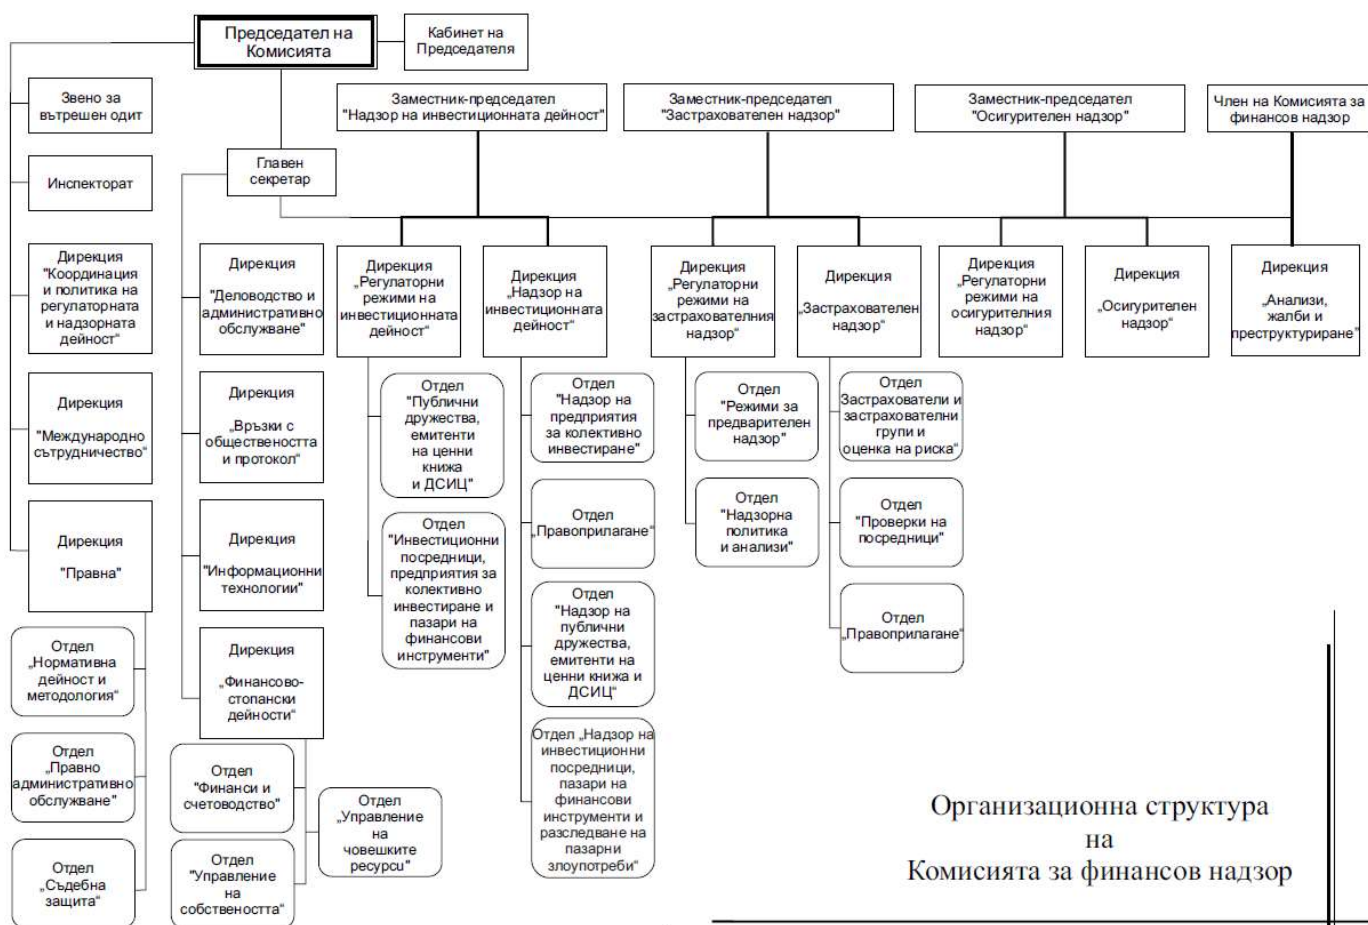 Председател на
Комисията
Кабинет на
Председателя
Звено за
вътрешен одит
Заместник-председател
"Надзор на инвестиционната дейност"
Заместник-председател
"Застрахователен надзор"
Заместник-председател
"Осигурителен надзор"
Член на Комисията за
финансов надзор
Главен
секретар
Инспекторат
Дирекция
"Координация
и политика на
регулаторната
и надзорната
дейност“
Дирекция
"Деловодство и
административно
обслужване"
Дирекция
„Регулаторни
режими на
инвестиционната
дейност“
Дирекция
„Надзор на
инвестиционната
дейност“
Дирекция
„Регулаторни
режими на
застрахователния
надзор“
Дирекция
„Застрахователен
надзор“
Дирекция
„Регулаторни
режими на
осигурителния
надзор“
Дирекция
„Осигурителен
надзор“
Дирекция
„Анализи,
жалби и
преструктуриране“
Дирекция
"Международно
сътрудничество“
Дирекция
„Връзки с
обществеността
и протокол“
Отдел
"Публични
дружества,
емитенти
на ценни
книжа
и ДСИЦ"
Отдел
"Надзор на
предприятия
за колективно
инвестиране"
Отдел
"Режими за
предварителен
надзор"
Отдел
Застрахователи и
застрахователни
групи и
оценка на риска“
Дирекция
"Правна"
Дирекция
"Информационни
технологии"
Отдел
"Инвестиционни
посредници,
предприятия за
колективно
инвестиране и
пазари на
финансови
инструменти"
Отдел
„Правоприлагане“
Отдел
"Надзорна
политика
и анализи"
Отдел
"Проверки на
посредници"
Отдел
"Надзор на
публични
дружества,
емитенти на
ценни книжа и
ДСИЦ“
Отдел
„Правоприлагане“
Отдел
„Нормативна
дейност и
методология“
Дирекция
„Финансово-
стопански
дейности“
Отдел
„Правно
административно
обслужване"
Отдел
"Финанси и
счетоводство"
Отдел
„Управление
на
човешките
ресурси"
Отдел „Надзор на
инвестиционни
посредници,
пазари на
финансови
инструменти и
разследване на
пазарни
злоупотреби“
Отдел
„Съдебна
защита“
Отдел
"Управление
на
собствеността"
Организационна структура
на
Комисията за финансов надзор